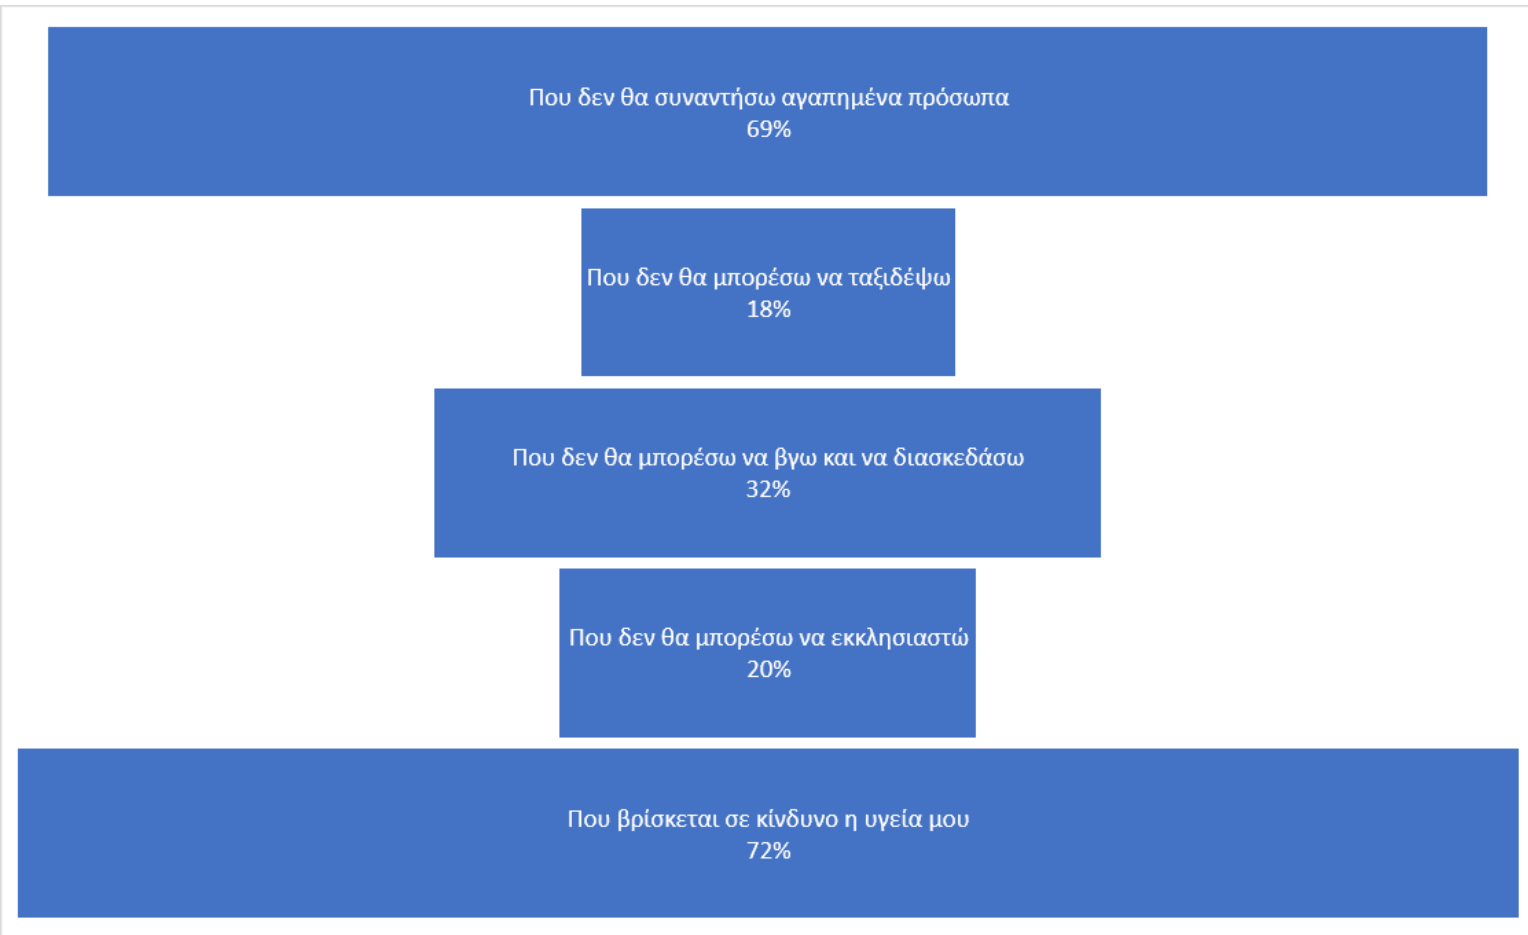 Που δεν θα συναντήσω αγαπημένα πρόσωπα
69%
Που δεν θα μπορέσω να ταξιδέψω
18%
Που δεν θα μπορέσω να βγω και να διασκεδάσω
32%
Που δεν θα μπορέσω να εκκλησιαστώ
20%
Που βρίσκεται σε κίνδυνο η υγεία μου
72%